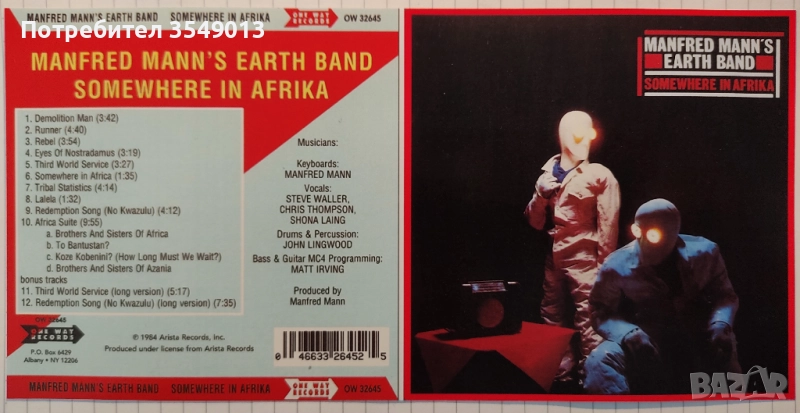 MANFRED MANN'S EARTH BAND SOMEWHERE IN AFRIKA ONE WAY RECORDS OW 32645
Потребител 3549013
MANFRED MANN'S EARTH BAND
SOMEWHERE IN AFRIKA
1. Demolition Man (3:42)
2. Runner (4:40)
3. Rebel (3:54)
4. Eyes Of Nostradamus (3:19)
5. Third World Service (3:27)
6. Somewhere in Africa (1:35)
7. Tribal Statistics (4:14)
8. Lalela (1:32)
9. Redemption Song (No Kwazulu) (4:12)
10. Africa Suite (9:55)
a. Brothers And Sisters Of Africa
b. To Bantustan?
c. Koze Kobenini? (How Long Must We Wait?)
d. Brothers And Sisters Of Azania
bonus tracks
11. Third World Service (long version) (5:17)
12. Redemption Song (No Kwazulu) (long version) (7:35)
Musicians:
Keyboards:
MANFRED MANN
Vocals:
STEVE WALLER,
CHRIS THOMPSON,
SHONA LAING
Drums & Percussion:
JOHN LINGWOOD
Bass & Guitar MC4 Programming:
MATT IRVING
Produced by
Manfred Mann
OW 32645
ONE WAY
RECORDS
P.O. Box 6429
Albany • NY 12206
℗ 1984 Arista Records, Inc.
Produced under license from Arista Records
0 46633 26452 5
MANFRED MANN'S EARTH BAND SOMEWHERE IN AFRIKA ONE WAY RECORDS OW 32645
MANFRED MANN'S
EARTH BAND
SOMEWHERE IN AFRIKA
BAZAR